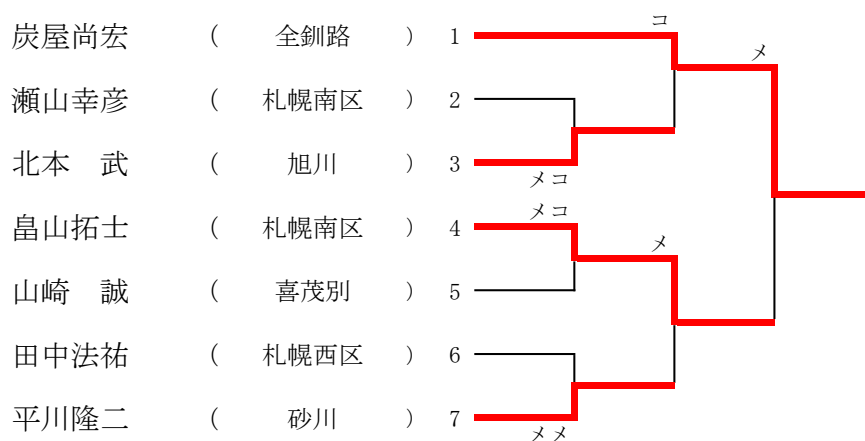 炭屋尚宏 ( 全釧路 ) 1 コ メ
瀬山幸彦 ( 札幌南区 ) 2
北本 武 ( 旭川 ) 3 メコ
畠山拓士 ( 札幌南区 ) 4 メコ メ
山崎 誠 ( 喜茂別 ) 5
田中法祐 ( 札幌西区 ) 6
平川隆二 ( 砂川 ) 7 メメ